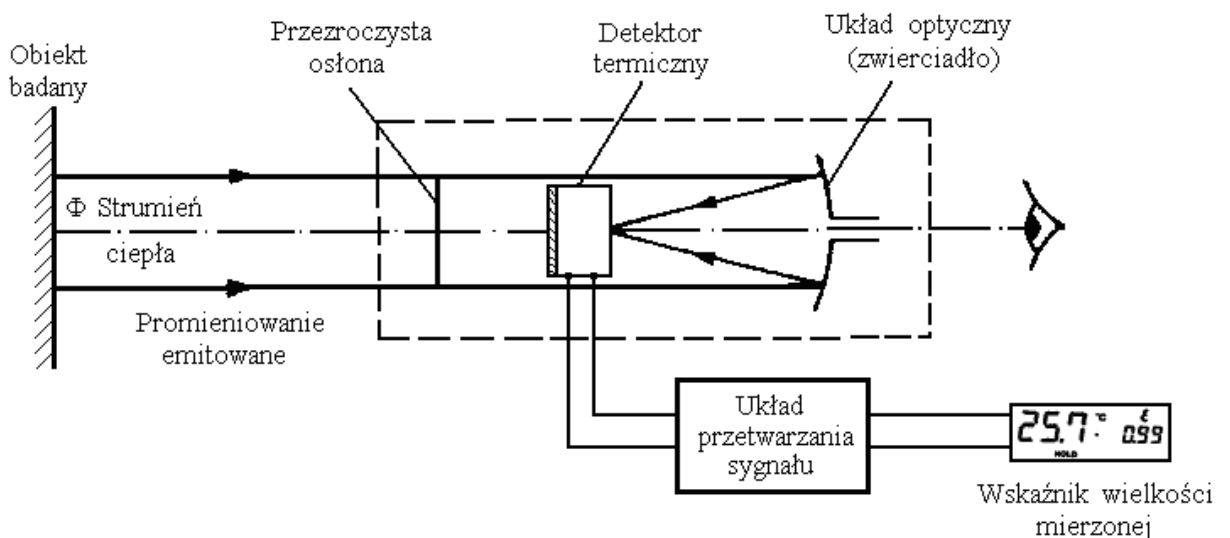 Obiekt
badany
Przezroczysta
osłona
Detektor
termiczny
Układ optyczny
(zwierciadło)
Φ Strumień
ciepła
Promieniowanie
emitowane
Układ
przetwarzania
sygnału
25.7 °C ε 0.99
HOLD
Wskaźnik wielkości
mierzonej